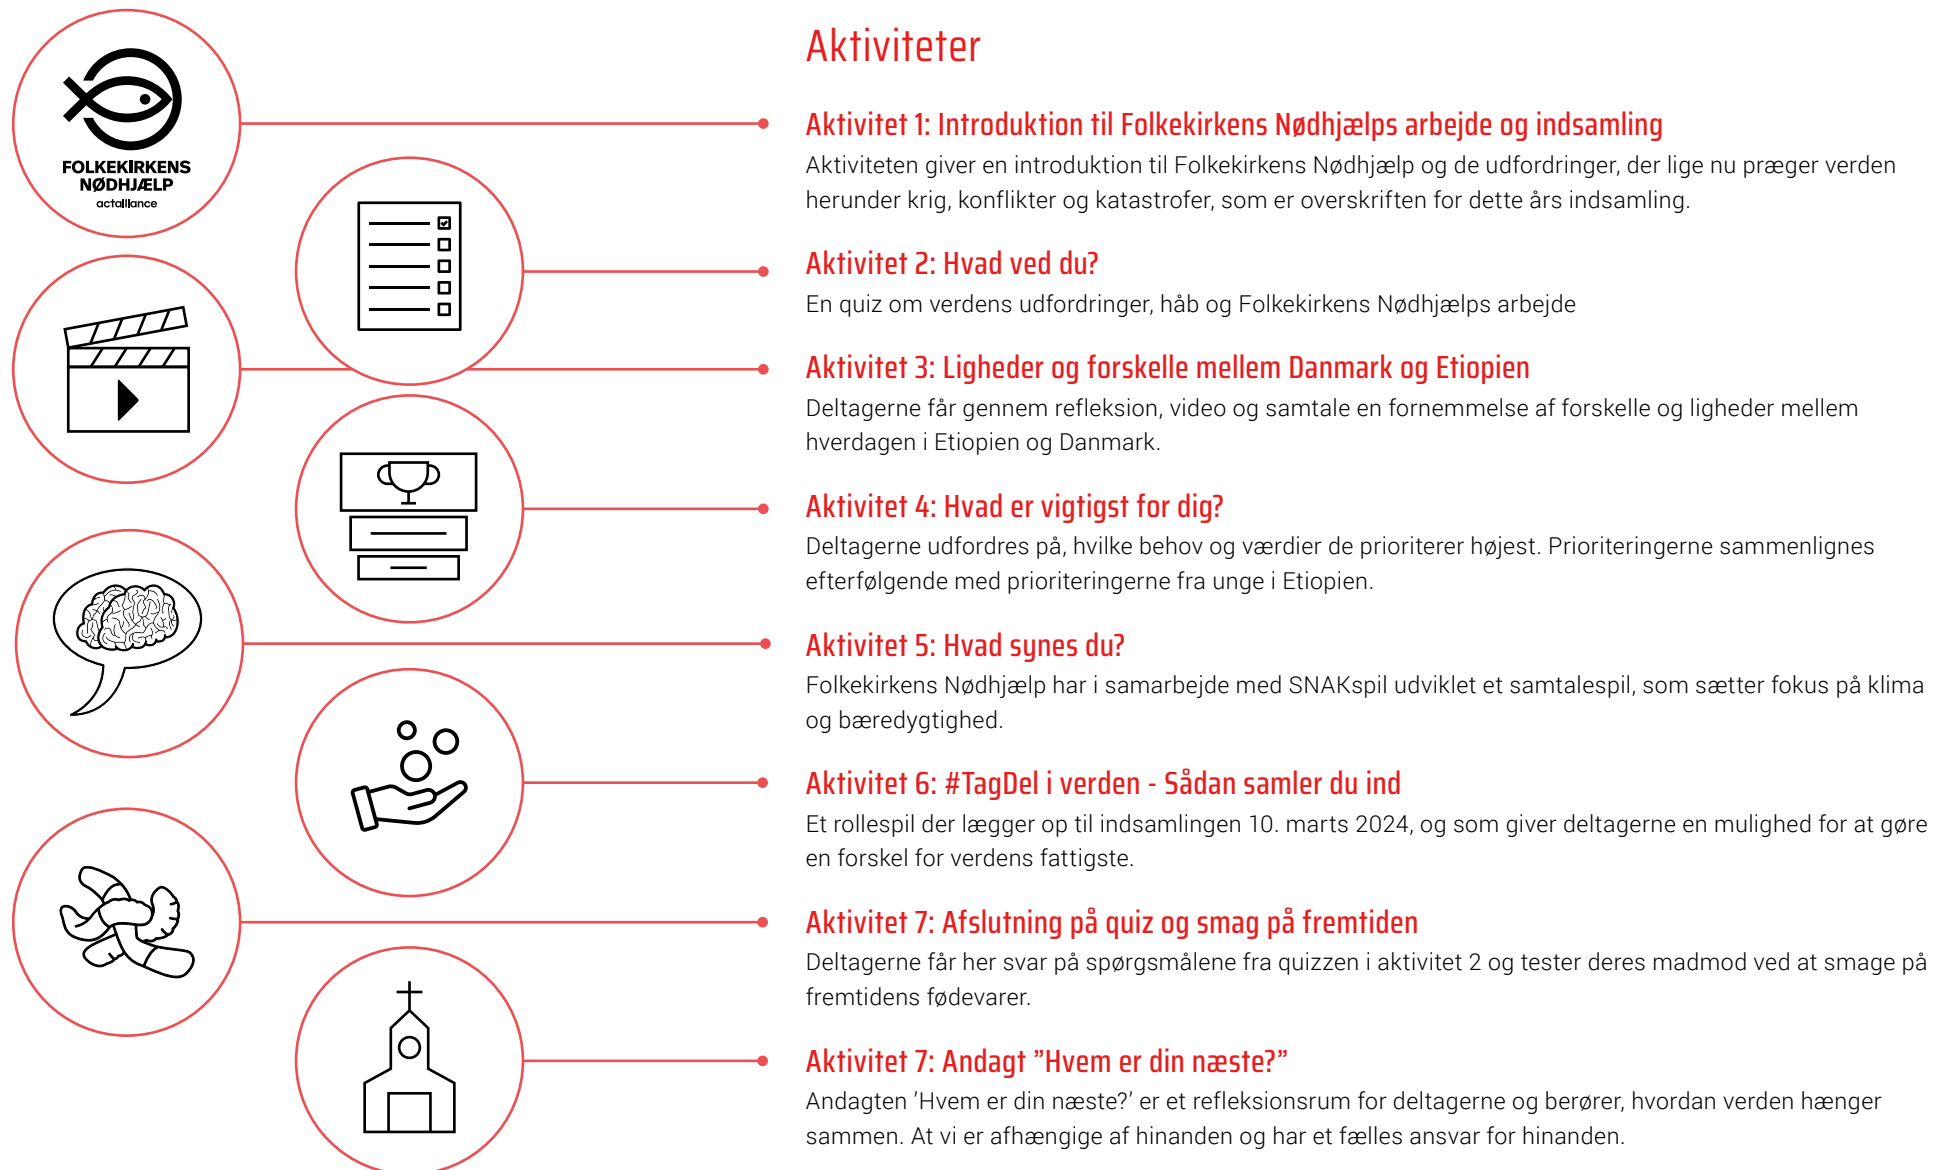 FOLKEKIRKENS
NØDHJÆLP
actalliance
Aktiviteter
Aktivitet 1: Introduktion til Folkekirkens Nødhjælps arbejde og indsamling
Aktiviteten giver en introduktion til Folkekirkens Nødhjælp og de udfordringer, der lige nu præger verden
herunder krig, konflikter og katastrofer, som er overskriften for dette års indsamling.
Aktivitet 2: Hvad ved du?
En quiz om verdens udfordringer, håb og Folkekirkens Nødhjælps arbejde
Aktivitet 3: Ligheder og forskelle mellem Danmark og Etiopien
Deltagerne får gennem refleksion, video og samtale en fornemmelse af forskelle og ligheder mellem
hverdagen i Etiopien og Danmark.
Aktivitet 4: Hvad er vigtigst for dig?
Deltagerne udfordres på, hvilke behov og værdier de prioriterer højest. Prioriteringerne sammenlignes
efterfølgende med prioriteringerne fra unge i Etiopien.
Aktivitet 5: Hvad synes du?
Folkekirkens Nødhjælp har i samarbejde med SNAKspil udviklet et samtalespil, som sætter fokus på klima
og bæredygtighed.
Aktivitet 6: #TagDel i verden - Sådan samler du ind
Et rollespil der lægger op til indsamlingen 10. marts 2024, og som giver deltagerne en mulighed for at gøre
en forskel for verdens fattigste.
Aktivitet 7: Afslutning på quiz og smag på fremtiden
Deltagerne får her svar på spørgsmålene fra quizzen i aktivitet 2 og tester deres madmod ved at smage på
fremtidens fødevarer.
Aktivitet 7: Andagt ”Hvem er din næste?”
Andagten ’Hvem er din næste?’ er et refleksionsrum for deltagerne og berører, hvordan verden hænger
sammen. At vi er afhængige af hinanden og har et fælles ansvar for hinanden.